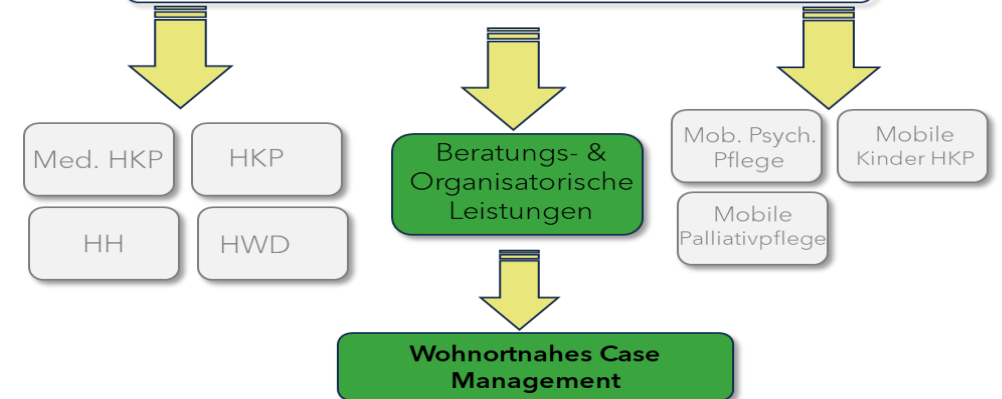 Med. HKP
HKP
HH
HWD
Beratungs- &
Organisatorische
Leistungen
Mob. Psych.
Pflege
Mobile
Kinder HKP
Mobile
Palliativpflege
Wohnortnahes Case
Management